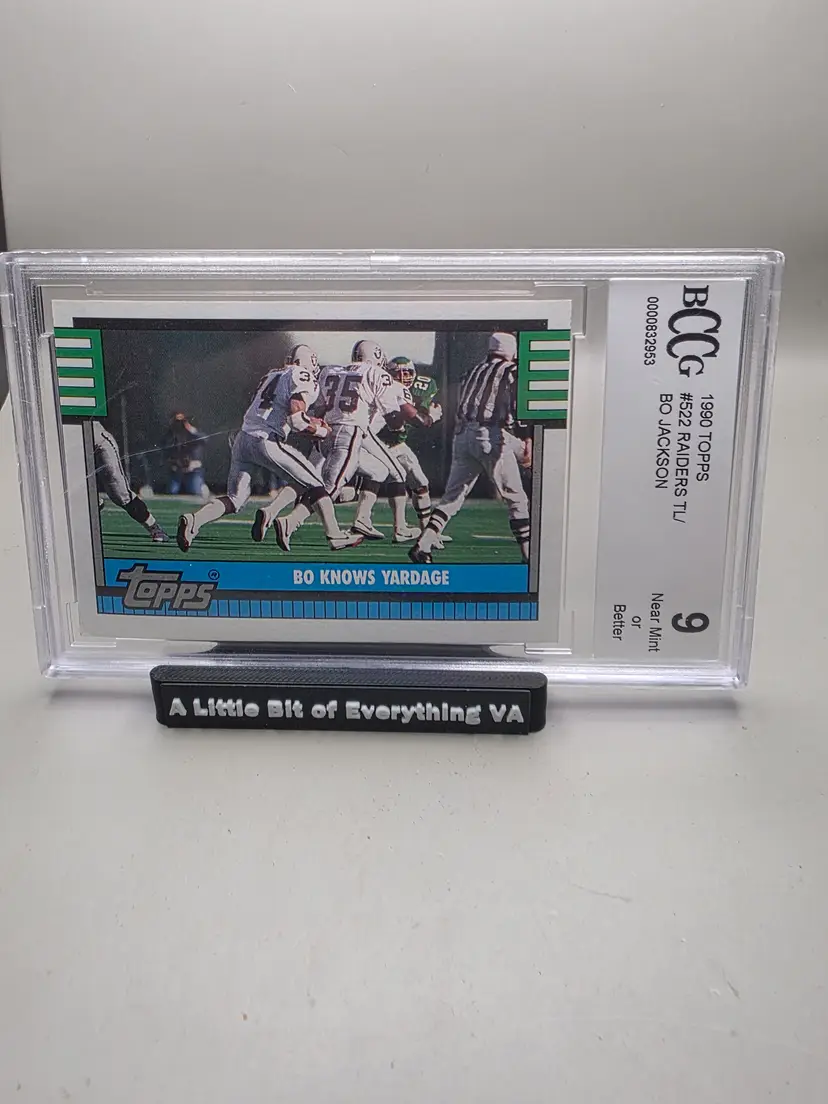 BCCG
0000832953
1990 TOPPS
#522 RAIDERS TL/
BO JACKSON
9
Near Mint
or
Better
35
20
TOPPS®
BO KNOWS YARDAGE
A Little Bit of Everything VA